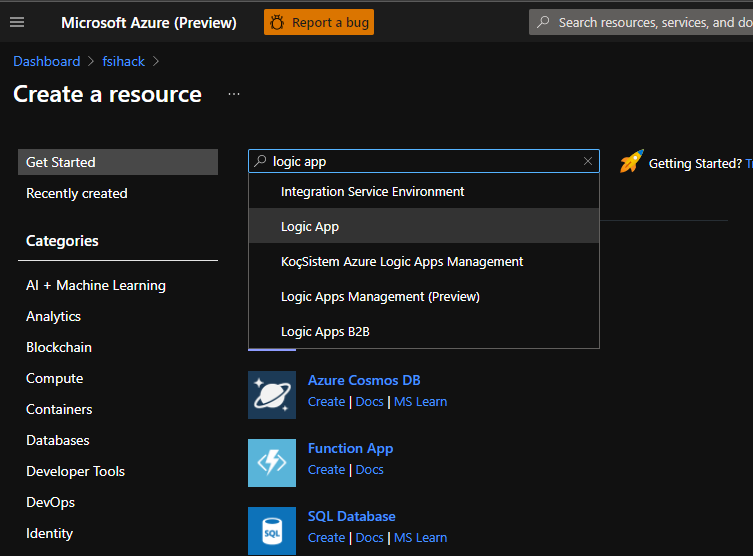 Microsoft Azure (Preview)
Report a bug
Search resources, services, and do
Dashboard > fsihack >
Create a resource
...
Get Started
Recently created
Categories
AI + Machine Learning
Analytics
Blockchain
Compute
Containers
Databases
Developer Tools
DevOps
Identity
logic app
Integration Service Environment
Logic App
KoçSistem Azure Logic Apps Management
Logic Apps Management (Preview)
Logic Apps B2B
Getting Started?
Azure Cosmos DB
Create | Docs | MS Learn
Function App
Create | Docs
SQL
SQL Database
Create | Docs | MS Learn